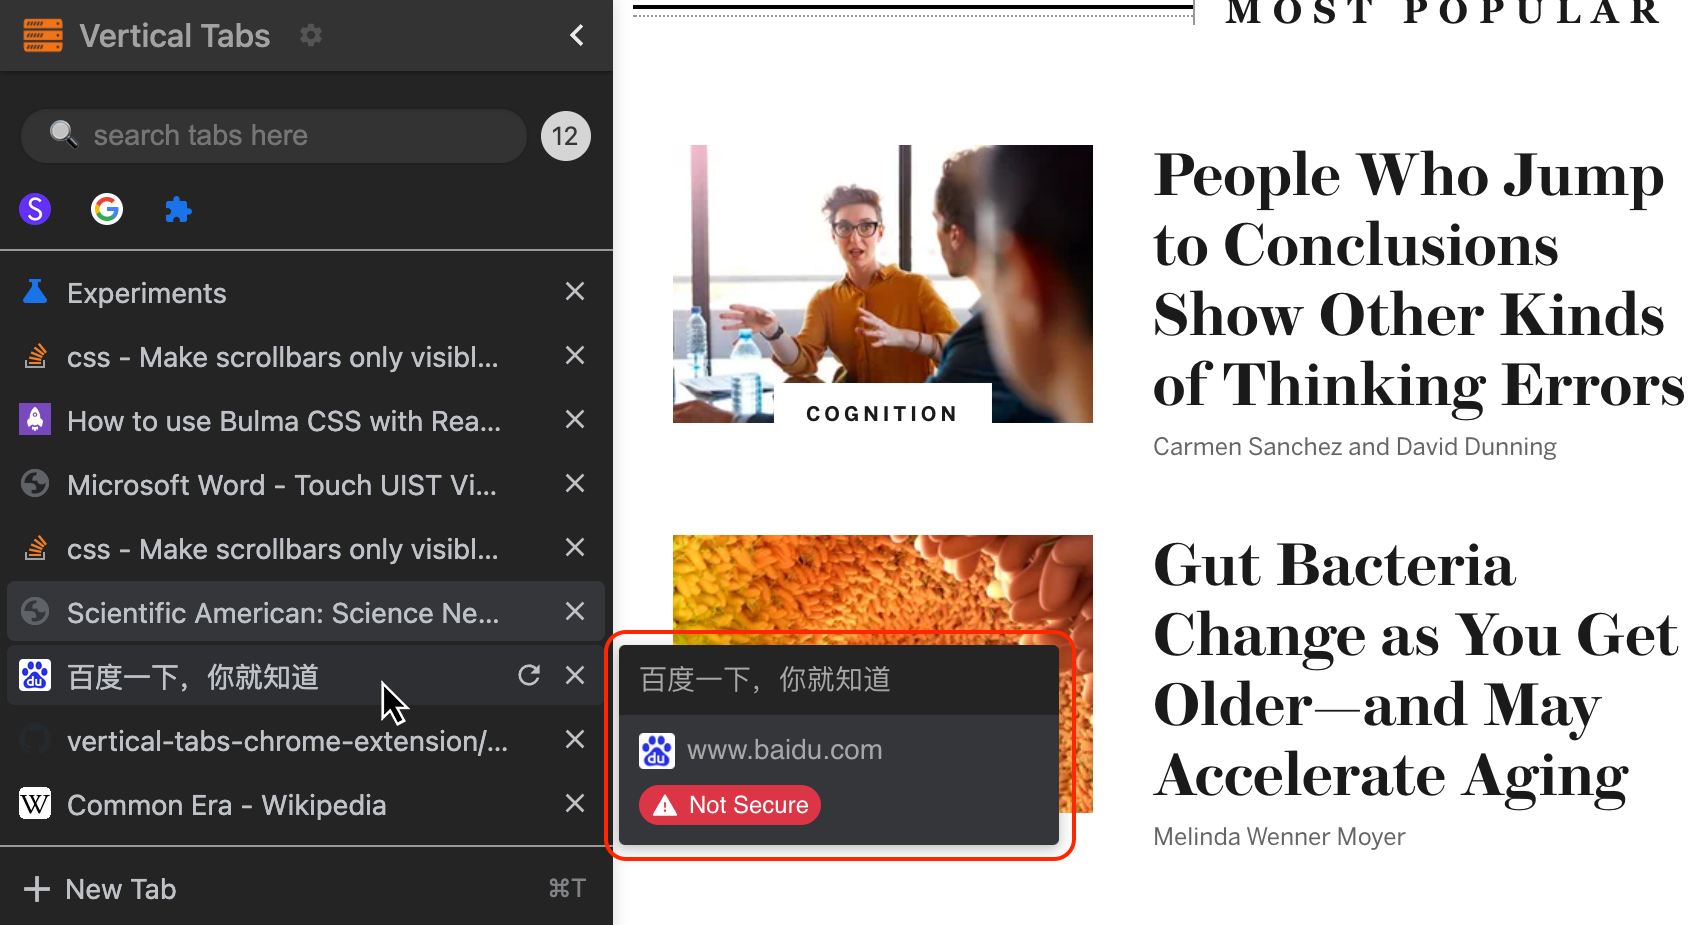 Vertical Tabs
search tabs here
12
S
G
Experiments
css - Make scrollbars only visibl...
How to use Bulma CSS with Rea...
Microsoft Word - Touch UIST Vi...
css - Make scrollbars only visibl...
Scientific American: Science Ne...
du
百度一下，你就知道
vertical-tabs-chrome-extension/...
W
Common Era - Wikipedia
New Tab
⌘T
MOST POPULAR
COGNITION
People Who Jump
to Conclusions
Show Other Kinds
of Thinking Errors
Carmen Sanchez and David Dunning
Gut Bacteria
Change as You Get
Older—and May
Accelerate Aging
Melinda Wenner Moyer
百度一下，你就知道
du
www.baidu.com
Not Secure